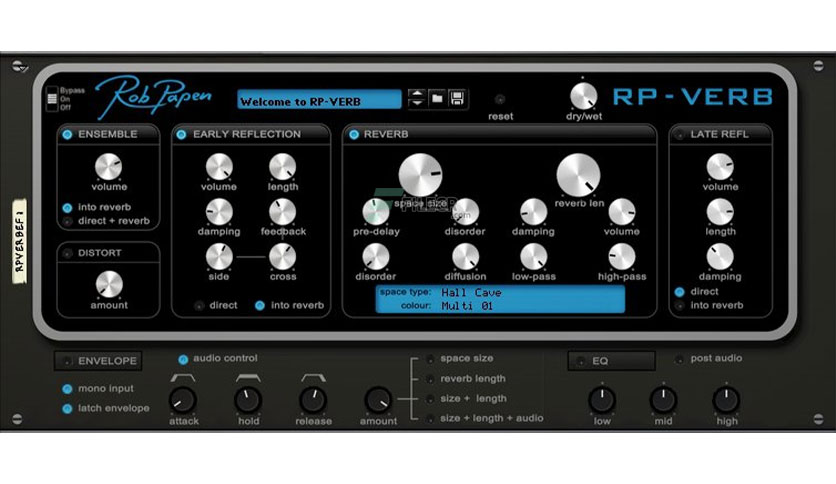 Bypass
On
Off
Rob Papen
Welcome to RP-VERB
reset
dry/wet
RP-VERB
ENSEMBLE
volume
into reverb
direct + reverb
DISTORT
amount
EARLY REFLECTION
volume length
damping feedback
side cross
direct into reverb
REVERB
space size reverb len
FILECR
.com
pre-delay disorder damping volume
disorder diffusion low-pass high-pass
space type: Hall Cave
colour: Multi 01
LATE REFL
volume
length
damping
direct
into reverb
RPVERBEF 1
ENVELOPE
audio control
mono input
latch envelope
attack hold release amount
space size
reverb length
size + length
size + length + audio
EQ
post audio
low mid high